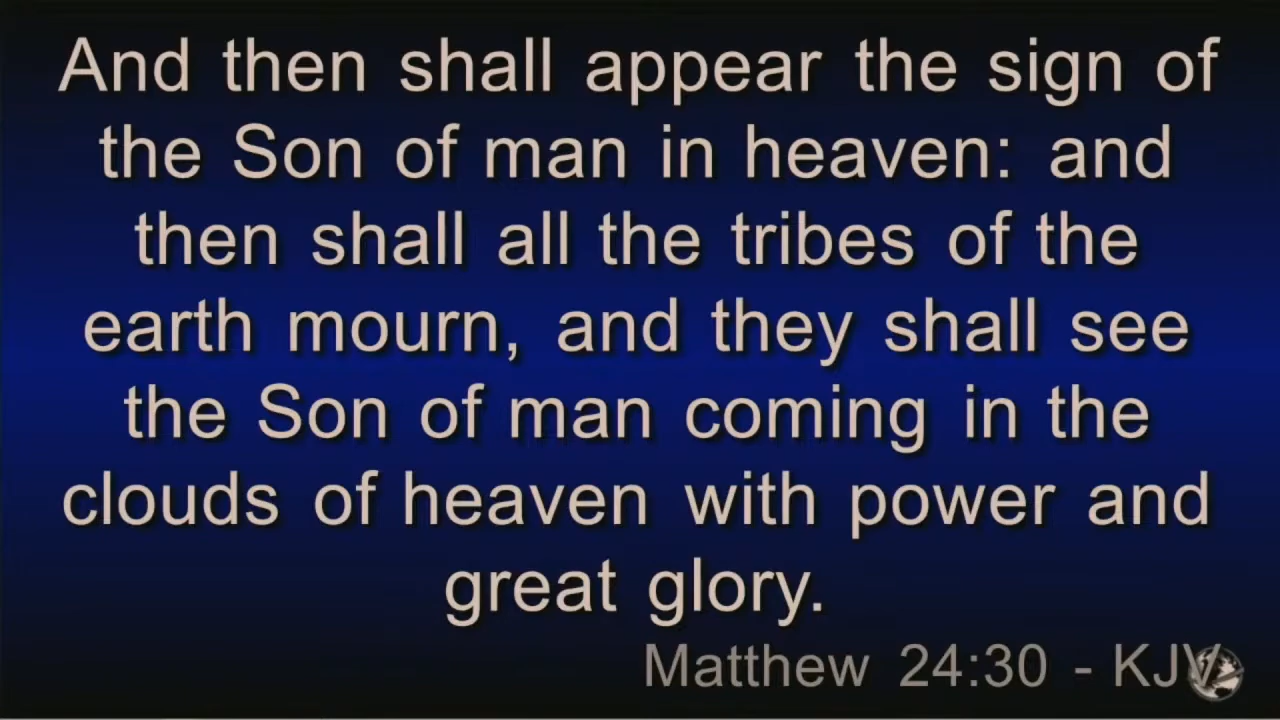 And then shall appear the sign of
the Son of man in heaven: and
then shall all the tribes of the
earth mourn, and they shall see
the Son of man coming in the
clouds of heaven with power and
great glory.
Matthew 24:30 - KJV